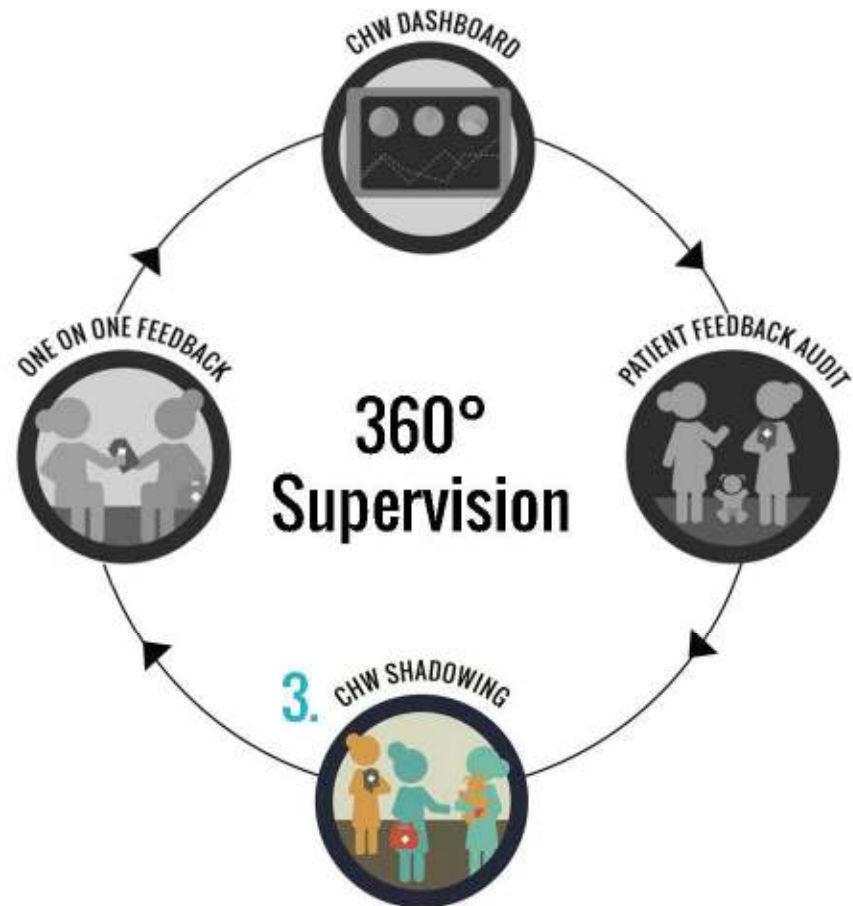 CHW DASHBOARD
ONE ON ONE FEEDBACK
PATIENT FEEDBACK AUDIT
360°
Supervision
3.
CHW SHADOWING